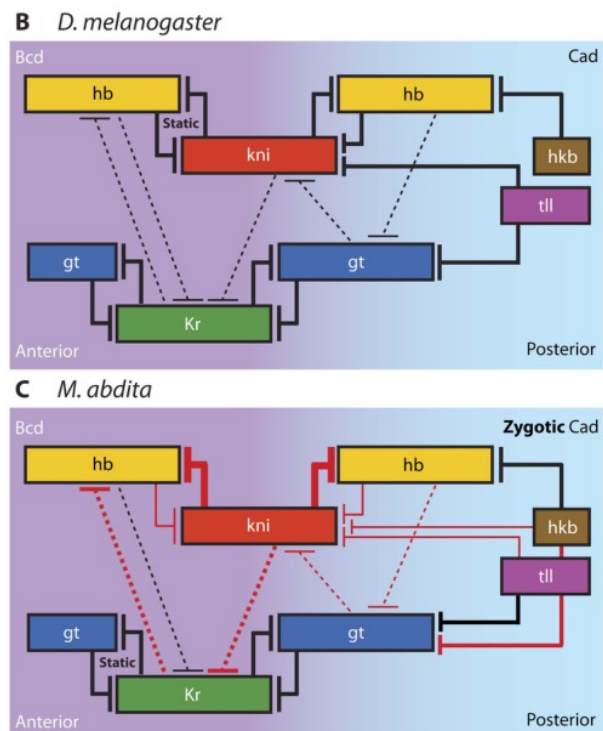 B D. melanogaster
Bcd Cad
hb hb
Static
kni hkb
tll
gt gt
Kr
Anterior Posterior
C M. abdita
Bcd Zygotic Cad
hb hb
kni hkb
tll
gt gt
Static
Kr
Anterior Posterior